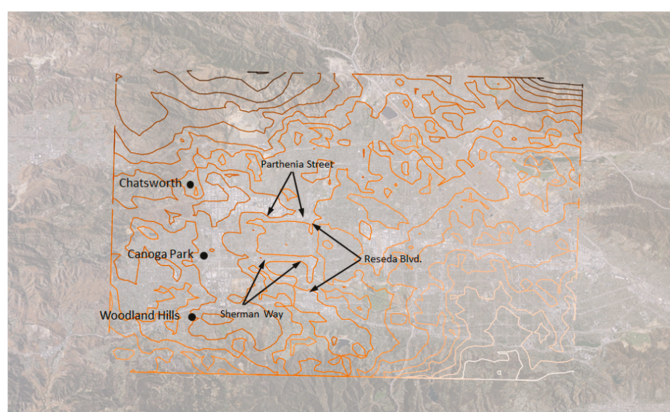 Parthenia Street
Chatsworth
Canoga Park
Reseda Blvd.
Woodland Hills
Sherman Way